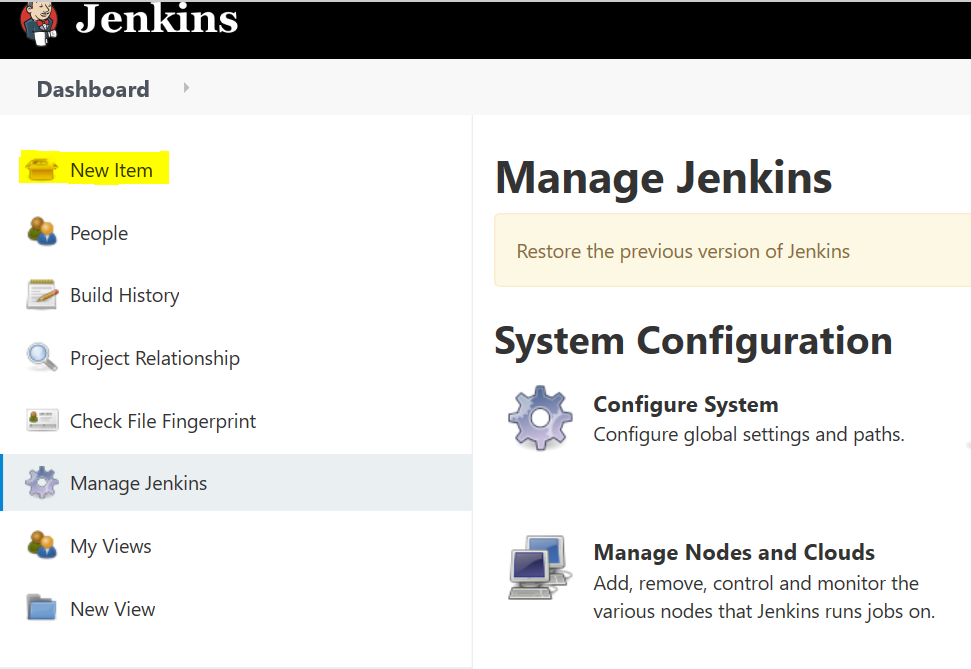 Jenkins
Dashboard
New Item
People
Build History
Project Relationship
Check File Fingerprint
Manage Jenkins
My Views
New View
Manage Jenkins
Restore the previous version of Jenkins
System Configuration
Configure System
Configure global settings and paths.
Manage Nodes and Clouds
Add, remove, control and monitor the
various nodes that Jenkins runs jobs on.